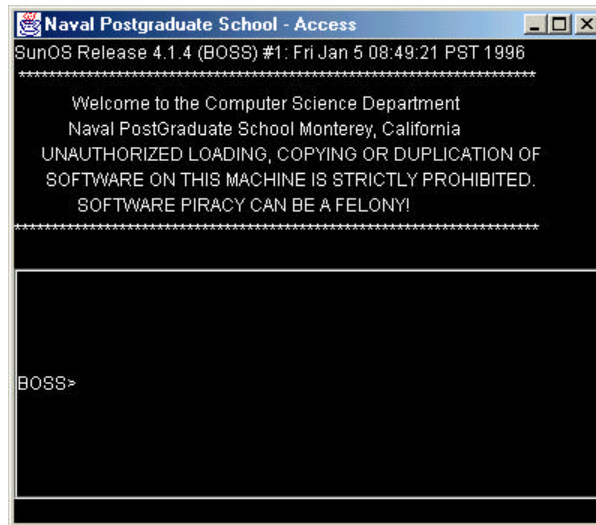 Naval Postgraduate School - Access
SunOS Release 4.1.4 (BOSS) #1: Fri Jan 5 08:49:21 PST 1996
*************************************************************************
Welcome to the Computer Science Department
Naval PostGraduate School Monterey, California
UNAUTHORIZED LOADING, COPYING OR DUPLICATION OF
SOFTWARE ON THIS MACHINE IS STRICTLY PROHIBITED.
SOFTWARE PIRACY CAN BE A FELONY!
*************************************************************************
BOSS>